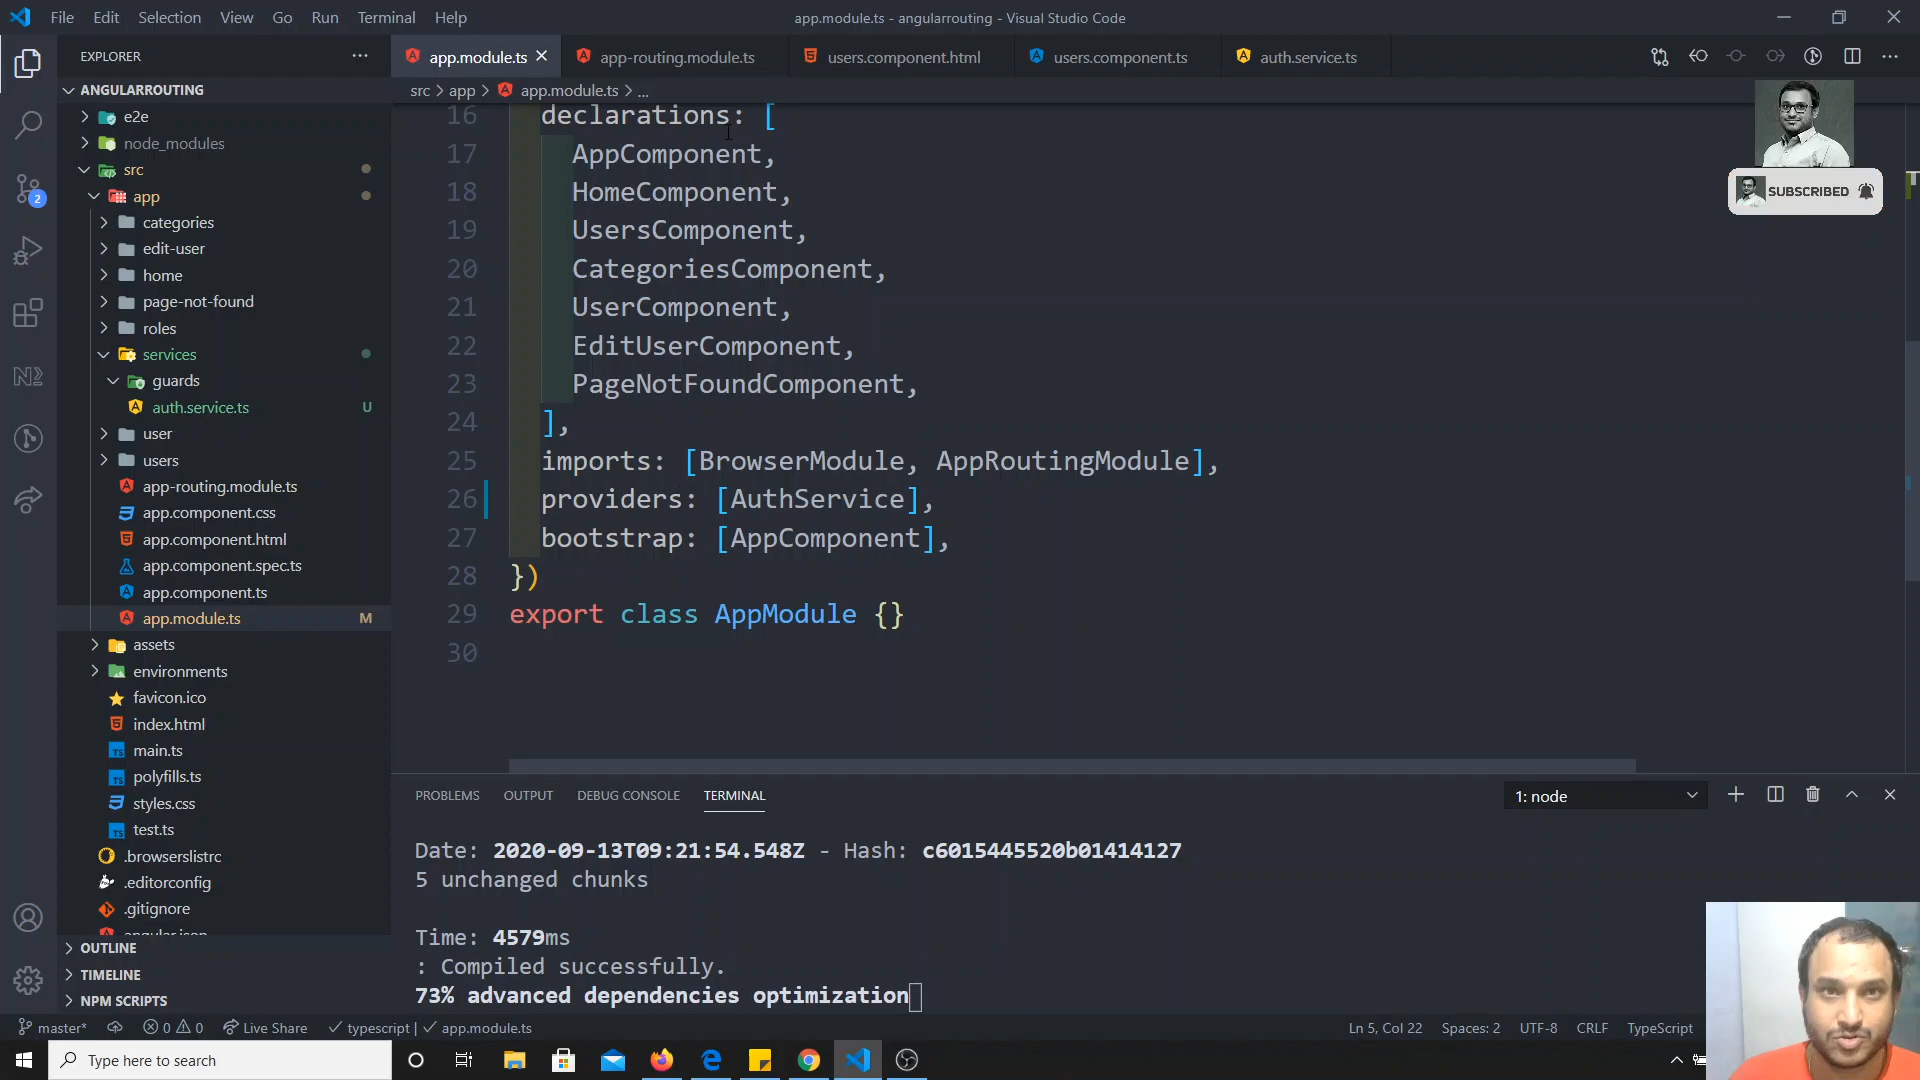 File Edit Selection View Go Run Terminal Help
app.module.ts - angularrouting - Visual Studio Code
EXPLORER
app.module.ts
app-routing.module.ts
users.component.html
users.component.ts
auth.service.ts
src > app > app.module.ts > ...
ANGULARROUTING
e2e
node_modules
src
app
categories
edit-user
home
page-not-found
roles
services
guards
auth.service.ts U
user
users
app-routing.module.ts
app.component.css
app.component.html
app.component.spec.ts
app.component.ts
app.module.ts M
assets
environments
favicon.ico
index.html
main.ts
polyfills.ts
styles.css
test.ts
.browserslistrc
.editorconfig
.gitignore
angular.json
OUTLINE
TIMELINE
NPM SCRIPTS
2
16 declarations: [
17 AppComponent,
18 HomeComponent,
19 UsersComponent,
20 CategoriesComponent,
21 UserComponent,
22 EditUserComponent,
23 PageNotFoundComponent,
24 ],
25 imports: [BrowserModule, AppRoutingModule],
26 providers: [AuthService],
27 bootstrap: [AppComponent],
28 })
29 export class AppModule {}
30
SUBSCRIBED
PROBLEMS OUTPUT DEBUG CONSOLE TERMINAL
1: node
Date: 2020-09-13T09:21:54.548Z - Hash: c6015445520b01414127
5 unchanged chunks
Time: 4579ms
: Compiled successfully.
73% advanced dependencies optimization
master* 0 0 Live Share typescript | app.module.ts
Ln 5, Col 22 Spaces: 2 UTF-8 CRLF TypeScript
Type here to search